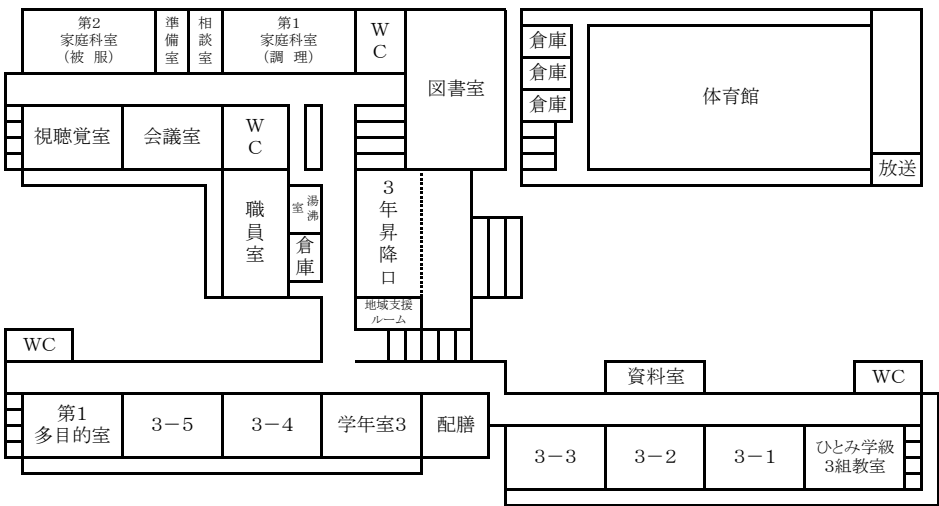 第2
家庭科室
(被 服)
準備室
相談室
第1
家庭科室
(調 理)
WC
図書室
倉庫
倉庫
倉庫
体育館
放送
視聴覚室
会議室
WC
職員室
湯沸室
倉庫
3年昇降口
地域支援
ルーム
WC
資料室
WC
第1
多目的室
3-5
3-4
学年室3
配膳
3-3
3-2
3-1
ひとみ学級
3組教室